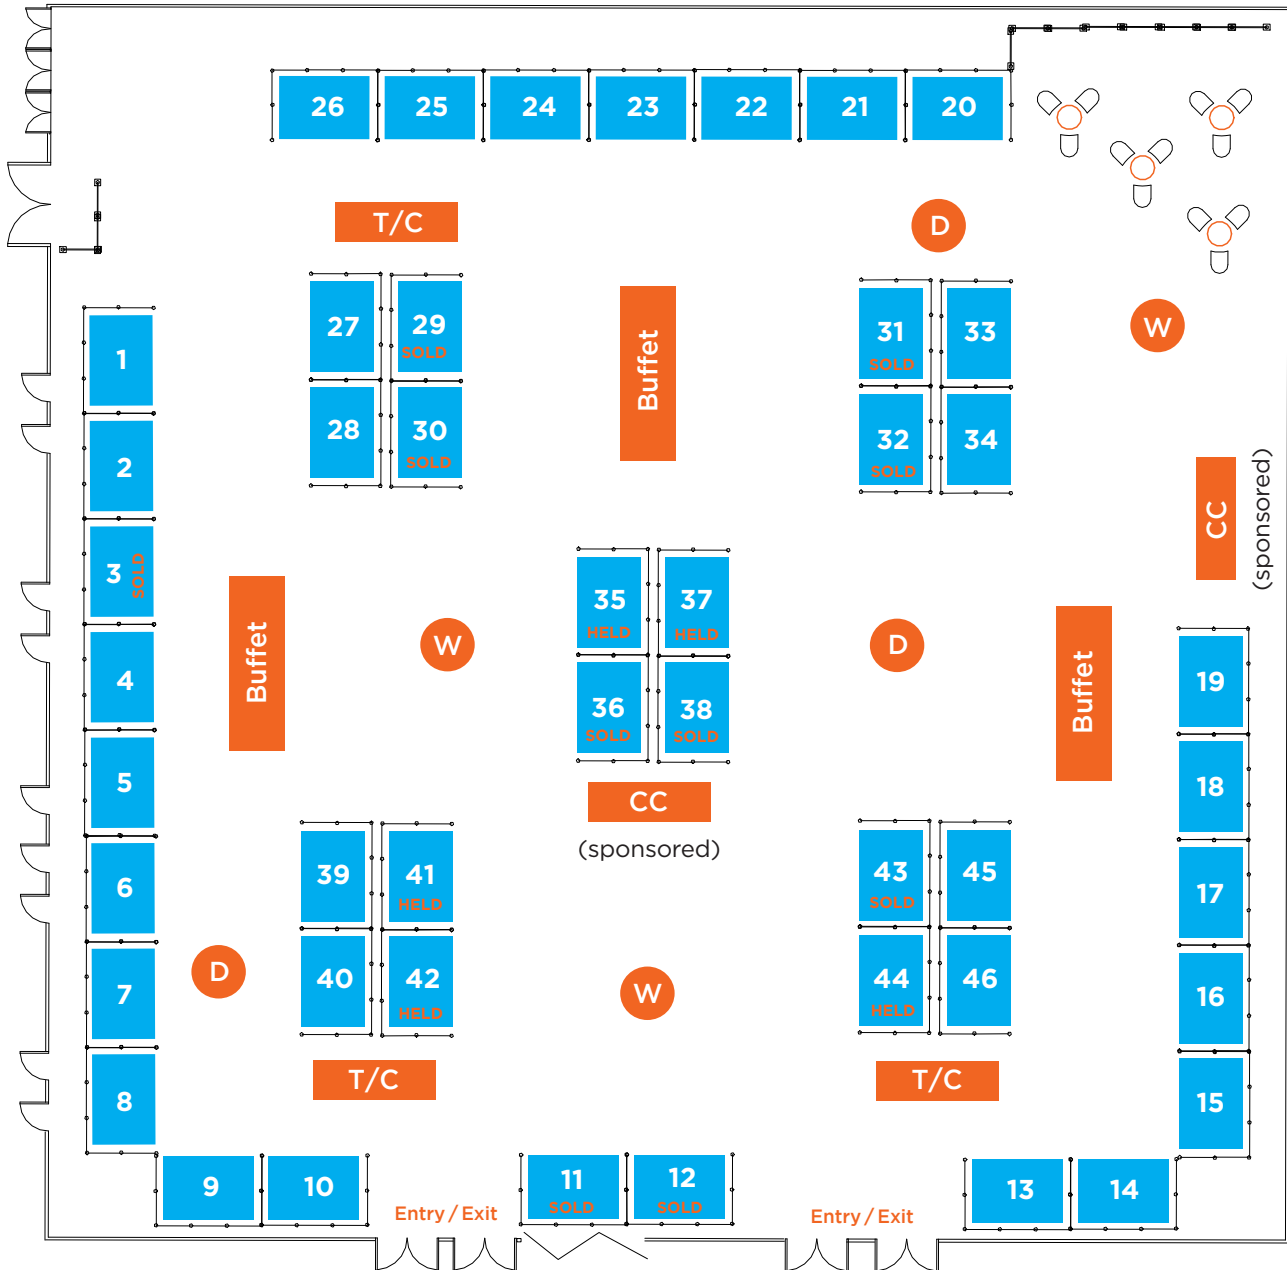 26 25 24 23 22 21 20
T/C
D
27
29
SOLD
28
30
SOLD
Buffet
31
SOLD
33
32
SOLD
34
W
CC
(sponsored)
1
2
3
SOLD
4
5
6
7
8
Buffet
W
35
HELD
37
HELD
36
SOLD
38
SOLD
CC
(sponsored)
D
Buffet
19
18
17
16
15
39
41
HELD
40
42
HELD
D
T/C
W
43
SOLD
45
44
HELD
46
T/C
9 10
Entry / Exit
11
SOLD
12
SOLD
Entry / Exit
13 14